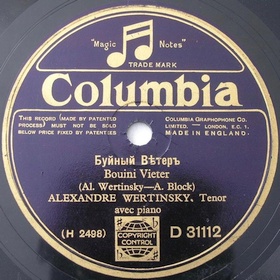 "Magic Notes"
TRADE MARK
Columbia
THIS RECORD (MADE BY PATENTED COLUMBIA GRAPHOPHONE CO.
PROCESS) MUST NOT BE LIMITED. — LONDON, E.C. 1.
BELOW PRICE FIXED BY PATENTEES MADE IN ENGLAND.
Буйный Вѣтеръ
Bouini Vieter
(Al. Wertinsky—A. Block)
ALEXANDRE WERTINSKY, Tenor
avec piano
(H 2498) COPYRIGHT CONTROL D 31112